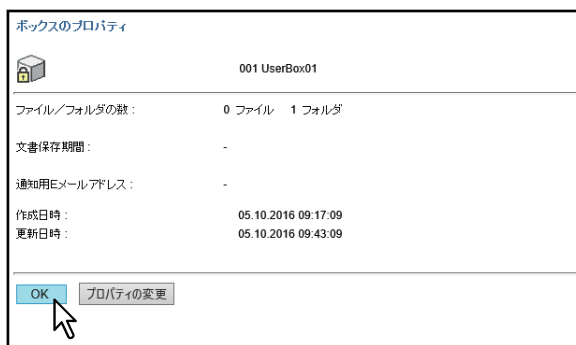 ボックスのプロパティ
001 UserBox01
ファイル／フォルダの数： 0 ファイル 1 フォルダ
文書保存期間： -
通知用Eメールアドレス： -
作成日時： 05.10.2016 09:17:09
更新日時： 05.10.2016 09:43:09
OK プロパティの変更